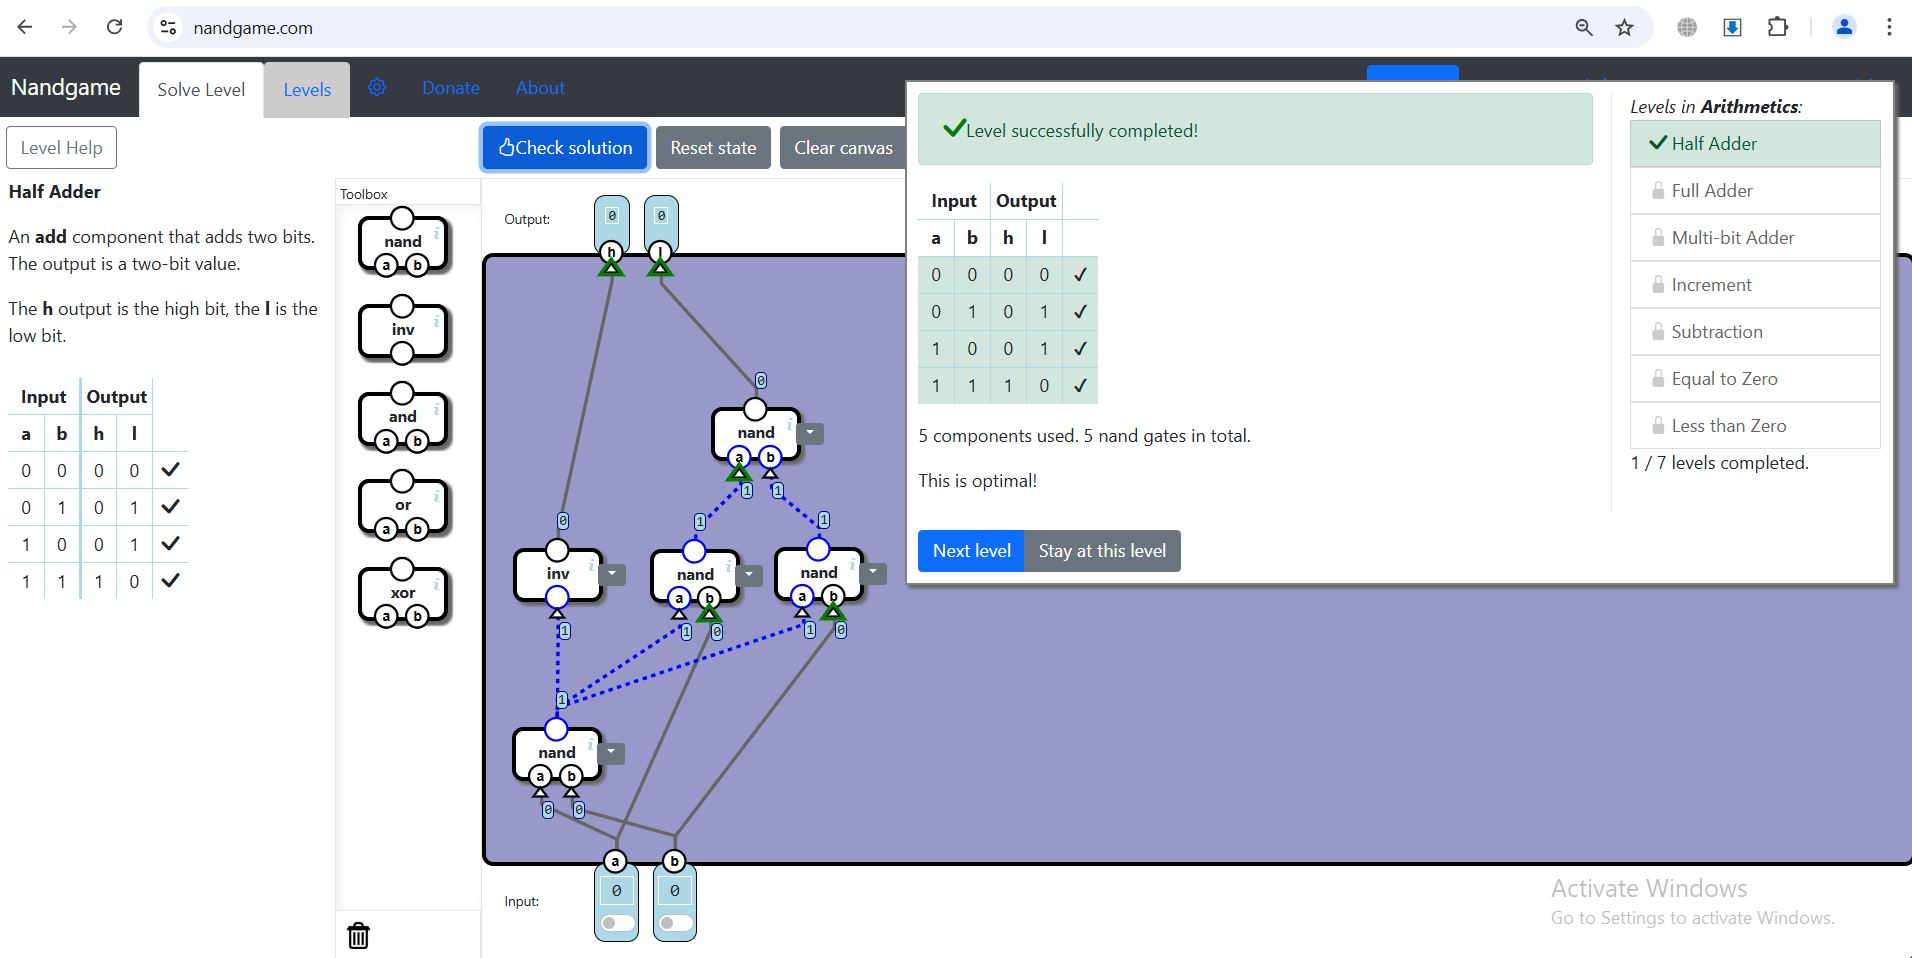 nandgame.com
Nandgame
Solve Level
Levels
Donate
About
Level Help
Check solution
Reset state
Clear canvas
Half Adder
An add component that adds two bits.
The output is a two-bit value.
The h output is the high bit, the l is the
low bit.
Input Output
a b h l
0 0 0 0
0 1 0 1
1 0 0 1
1 1 1 0
Toolbox
nand
a b
inv
and
a b
or
a b
xor
a b
Output:
0 0
h l
0
nand
a b
1 1
1 1
0
inv
nand
a b
nand
a b
1 1 0 1 0
1
nand
a b
0 0
a b
Input:
0 0
Level successfully completed!
Input Output
a b h l
0 0 0 0
0 1 0 1
1 0 0 1
1 1 1 0
5 components used. 5 nand gates in total.
This is optimal!
Next level
Stay at this level
Levels in Arithmetics:
Half Adder
Full Adder
Multi-bit Adder
Increment
Subtraction
Equal to Zero
Less than Zero
1 / 7 levels completed.
Activate Windows
Go to Settings to activate Windows.